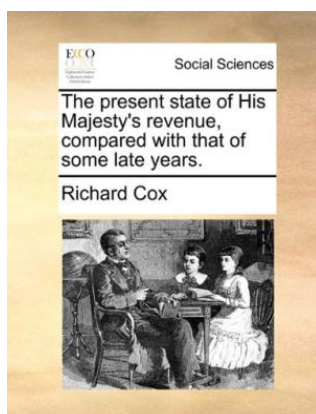 ECCO
Social Sciences
The present state of His
Majesty's revenue,
compared with that of
some late years.
Richard Cox